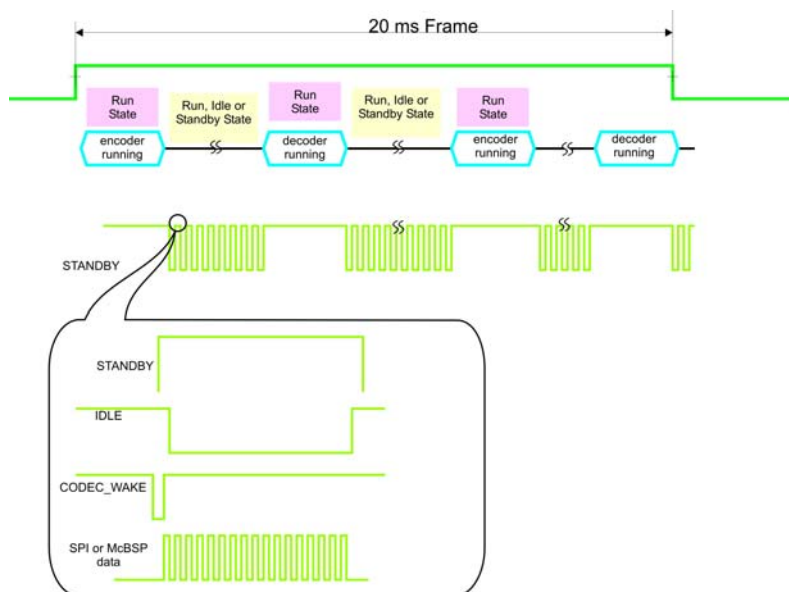 20 ms Frame
Run
State
Run, Idle or
Standby State
Run
State
Run, Idle or
Standby State
Run
State
encoder
running
decoder
running
encoder
running
decoder
running
STANDBY
STANDBY
IDLE
CODEC_WAKE
SPI or McBSP
data